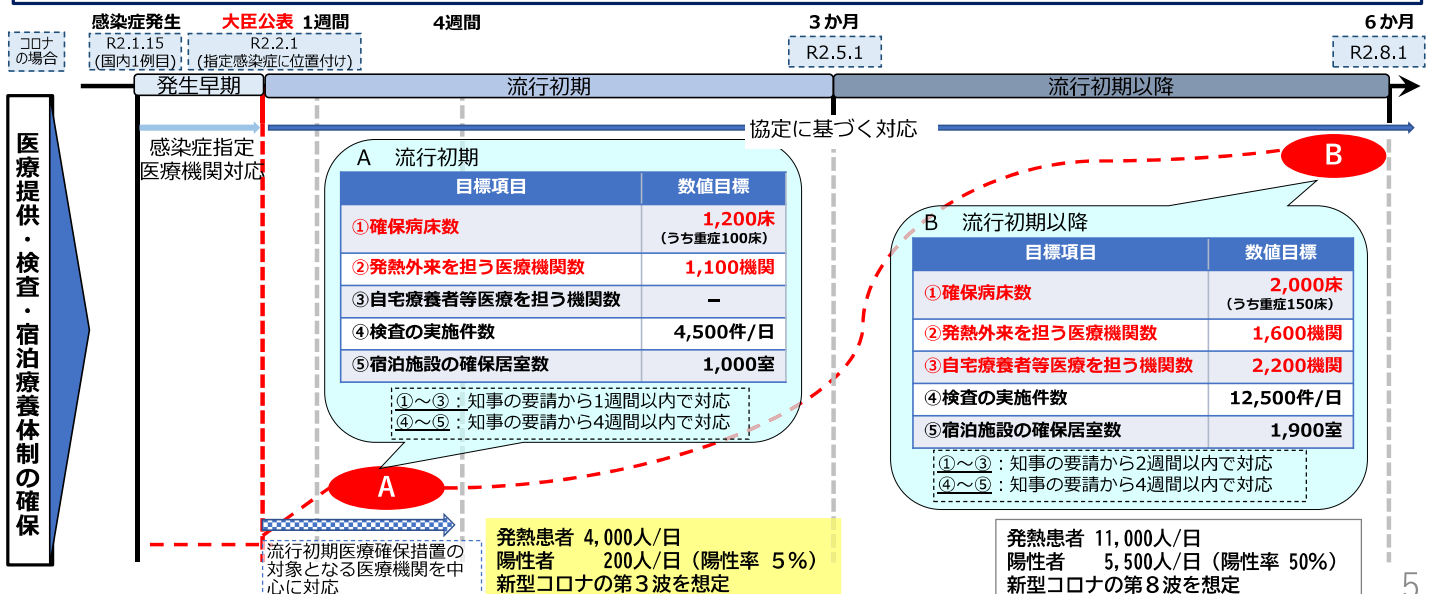 感染症発生 大臣公表 1週間 4週間 3か月 6か月
コロナ
の場合
R2.1.15
(国内1例目)
R2.2.1
(指定感染症に位置付け)
R2.5.1
R2.8.1
発生早期 流行初期 流行初期以降
医療提供・検査・宿泊療養体制の確保
感染症指定
医療機関対応
協定に基づく対応
A 流行初期
目標項目 数値目標
①確保病床数 1,200床
(うち重症100床)
②発熱外来を担う医療機関数 1,100機関
③自宅療養者等医療を担う機関数 −
④検査の実施件数 4,500件/日
⑤宿泊施設の確保居室数 1,000室
①～③：知事の要請から1週間以内で対応
④～⑤：知事の要請から4週間以内で対応
A
B
B 流行初期以降
目標項目 数値目標
①確保病床数 2,000床
(うち重症150床)
②発熱外来を担う医療機関数 1,600機関
③自宅療養者等医療を担う機関数 2,200機関
④検査の実施件数 12,500件/日
⑤宿泊施設の確保居室数 1,900室
①～③：知事の要請から2週間以内で対応
④～⑤：知事の要請から4週間以内で対応
流行初期医療確保措置の
対象となる医療機関を中
心に対応
発熱患者 4,000人/日
陽性者 200人/日（陽性率 5％）
新型コロナの第３波を想定
発熱患者 11,000人/日
陽性者 5,500人/日（陽性率 50%）
新型コロナの第８波を想定
5